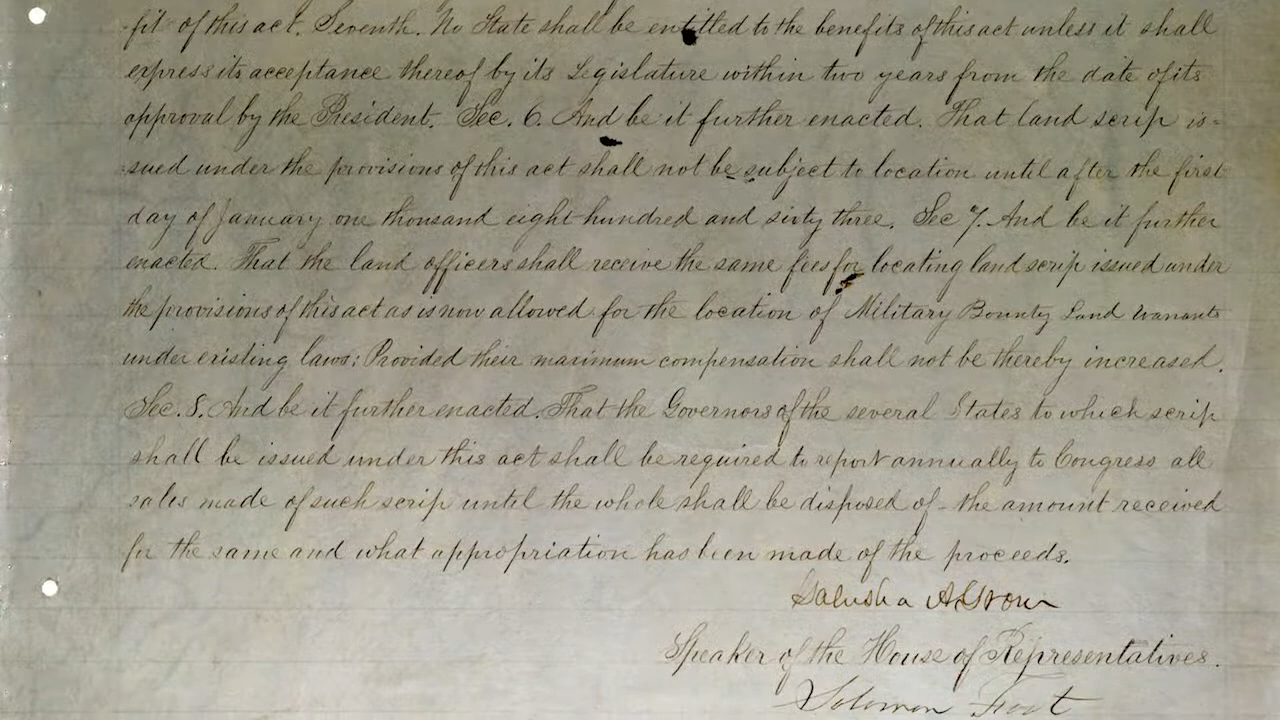 -fit of this act. Seventh. No State shall be entitled to the benefits of this act unless it shall
express its acceptance thereof by its Legislature within two years from the date of its
approval by the President. Sec. 6. And be it further enacted. That land scrip is-
sued under the provisions of this act shall not be subject to location until after the first
day of January one thousand eight hundred and sixty three. Sec 7. And be it further
enacted. That the land officers shall receive the same fees for locating land scrip issued under
the provisions of this act as is now allowed for the location of Military Bounty Land Warrants
under existing laws; Provided their maximum compensation shall not be thereby increased.
Sec. 8. And be it further enacted. That the Governors of the several States to which scrip
shall be issued under this act shall be required to report annually to Congress all
sales made of such scrip until the whole shall be disposed of - the amount received
for the same and what appropriation has been made of the proceeds.
Galusha A Grow
Speaker of the House of Representatives.
Solomon Foot